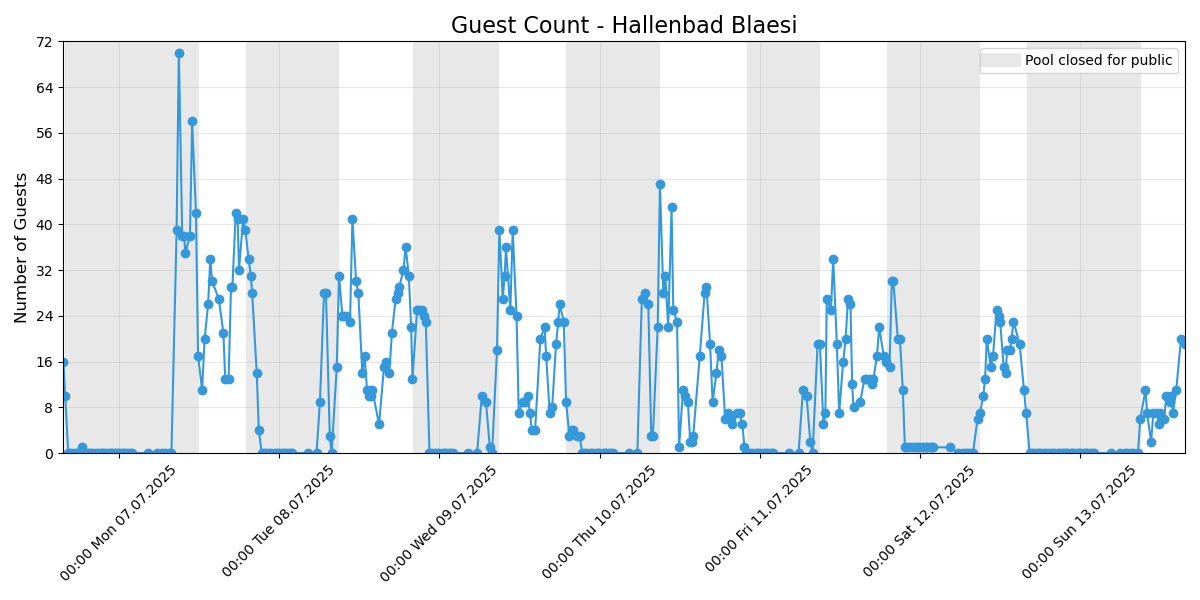 Guest Count - Hallenbad Blaesi
Pool closed for public
Number of Guests
72
64
56
48
40
32
24
16
8
0
00:00 Mon 07.07.2025
00:00 Tue 08.07.2025
00:00 Wed 09.07.2025
00:00 Thu 10.07.2025
00:00 Fri 11.07.2025
00:00 Sat 12.07.2025
00:00 Sun 13.07.2025